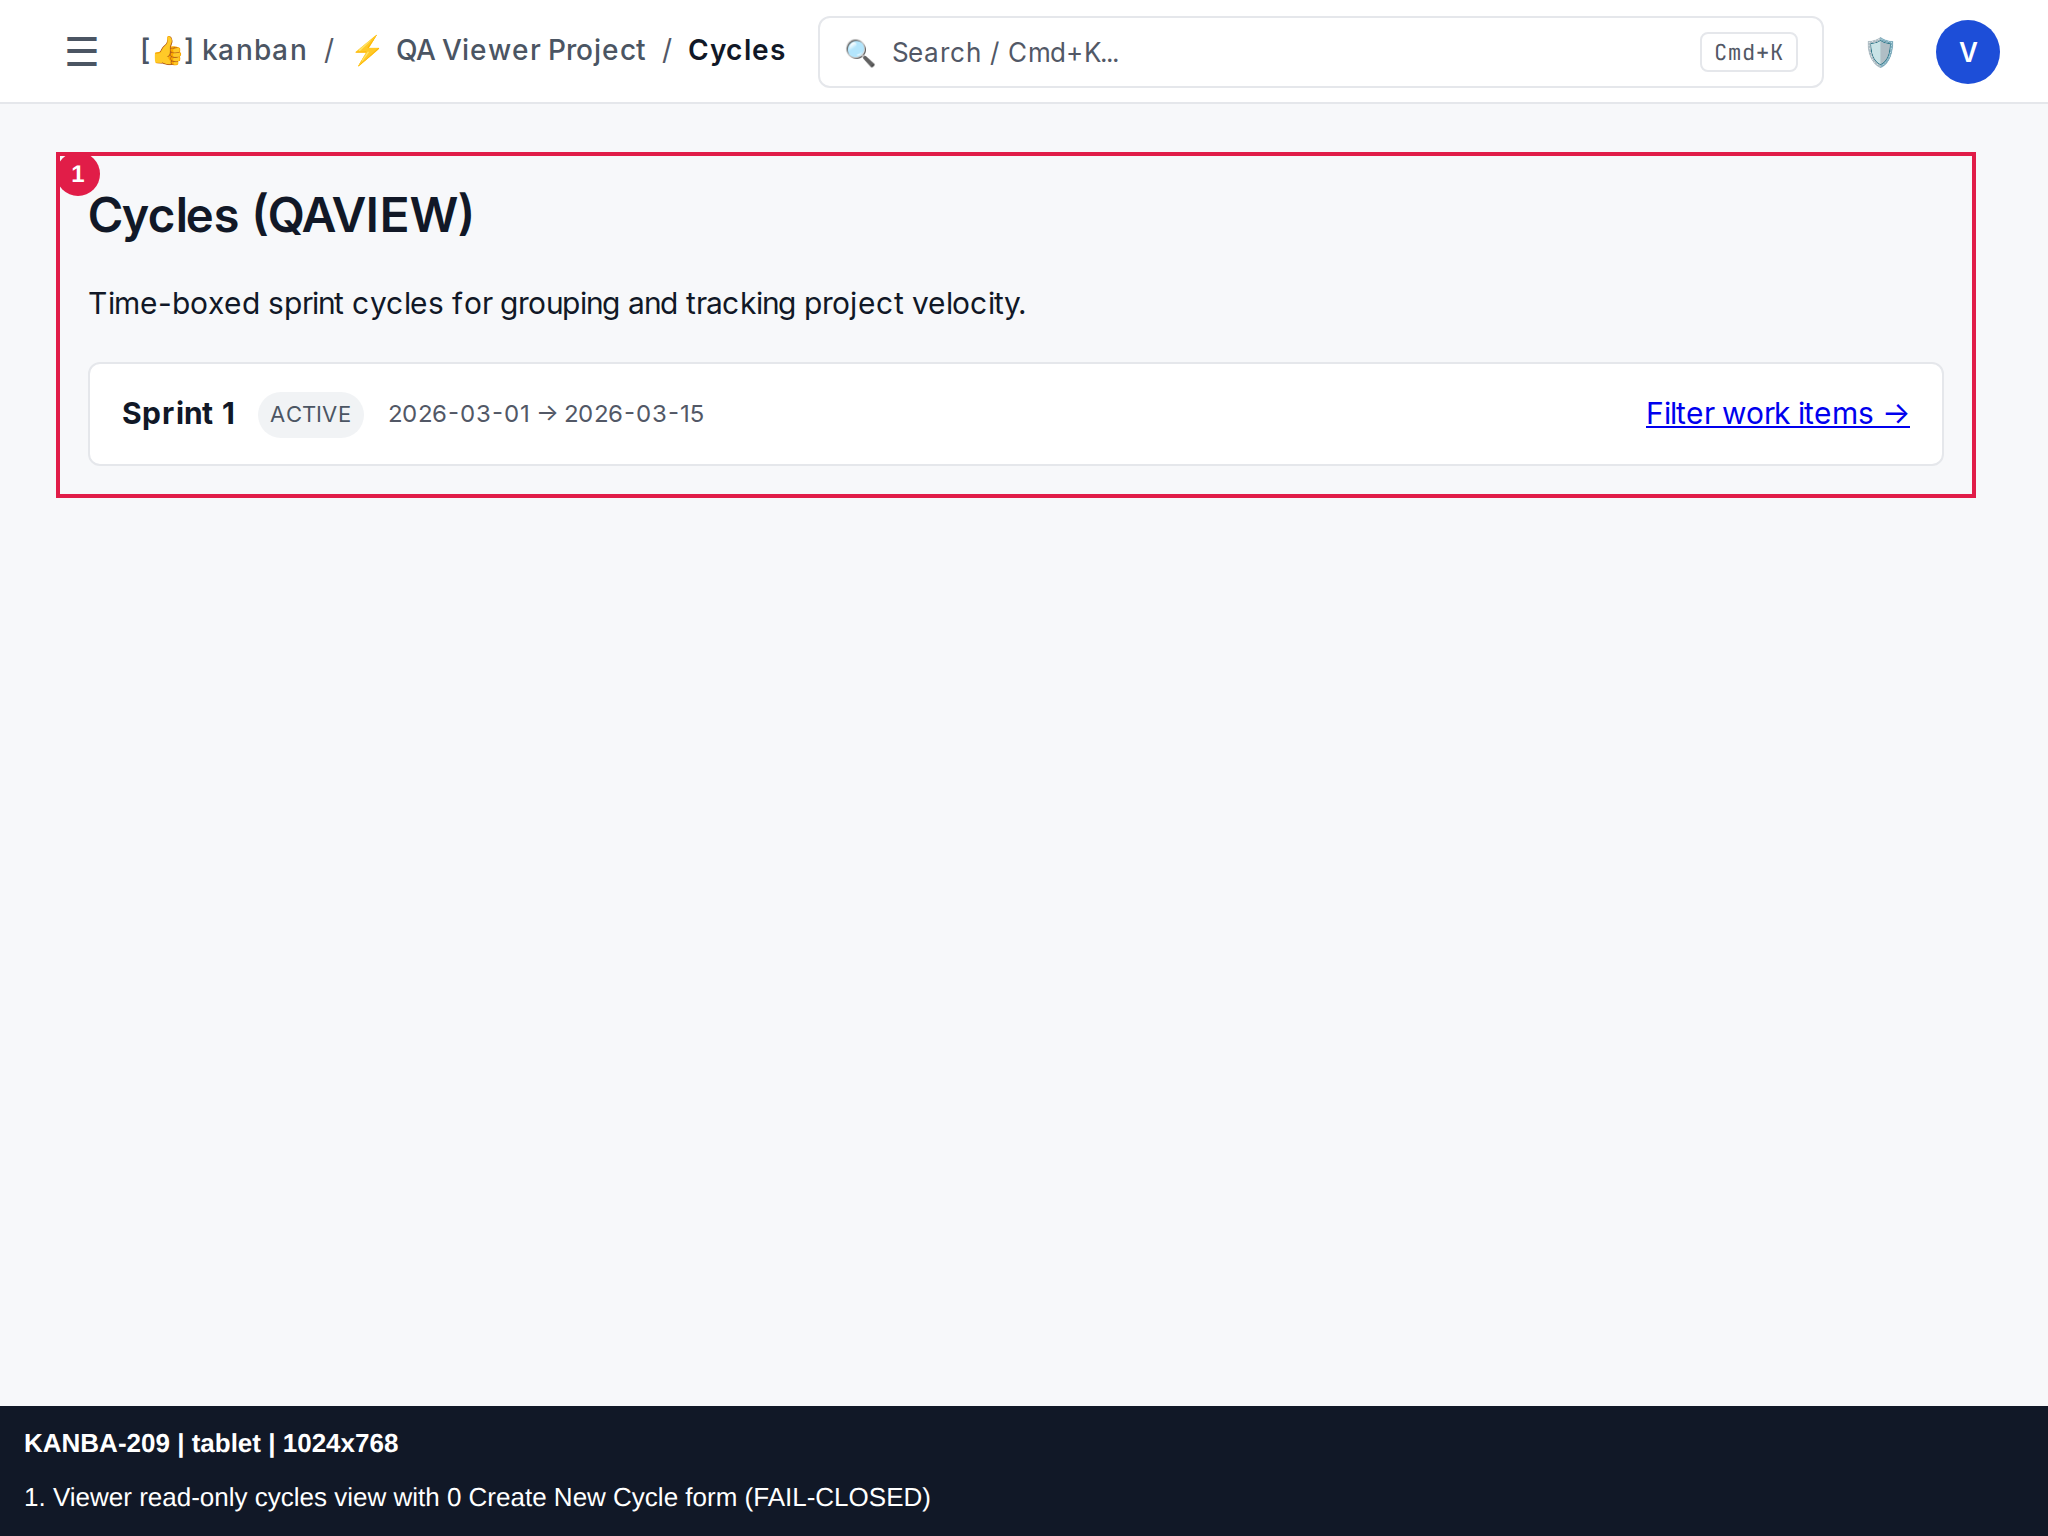 ☰ [👍] kanban / ⚡ QA Viewer Project / Cycles 🔍 Search / Cmd+K... Cmd+K 🛡️ V
1
Cycles (QAVIEW)
Time-boxed sprint cycles for grouping and tracking project velocity.
Sprint 1 ACTIVE 2026-03-01 → 2026-03-15 Filter work items →
KANBA-209 | tablet | 1024x768
1. Viewer read-only cycles view with 0 Create New Cycle form (FAIL-CLOSED)